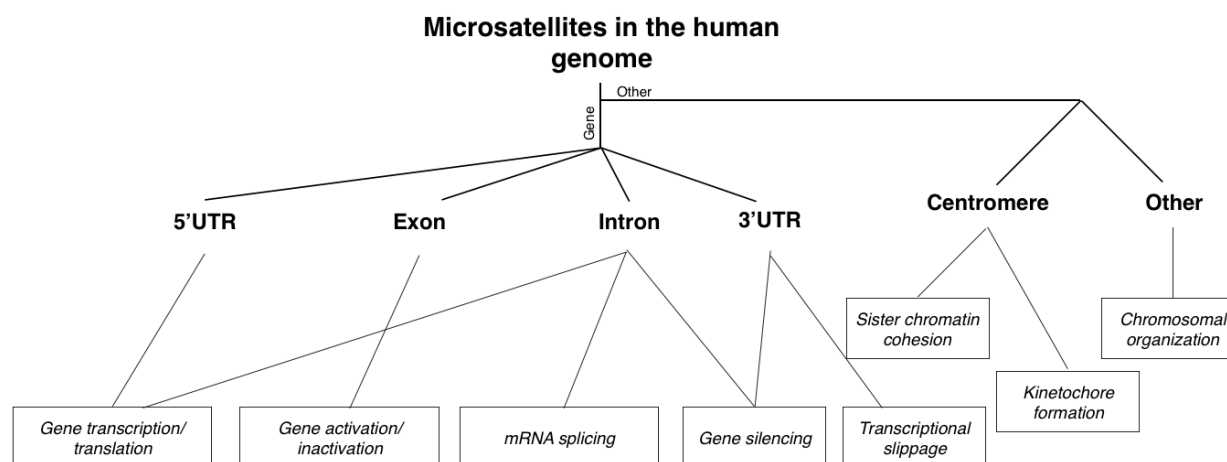 Microsatellites in the human
genome
Other
Gene
5'UTR
Exon
Intron
3'UTR
Centromere
Other
Sister chromatin
cohesion
Chromosomal
organization
Kinetochore
formation
Gene transcription/
translation
Gene activation/
inactivation
mRNA splicing
Gene silencing
Transcriptional
slippage